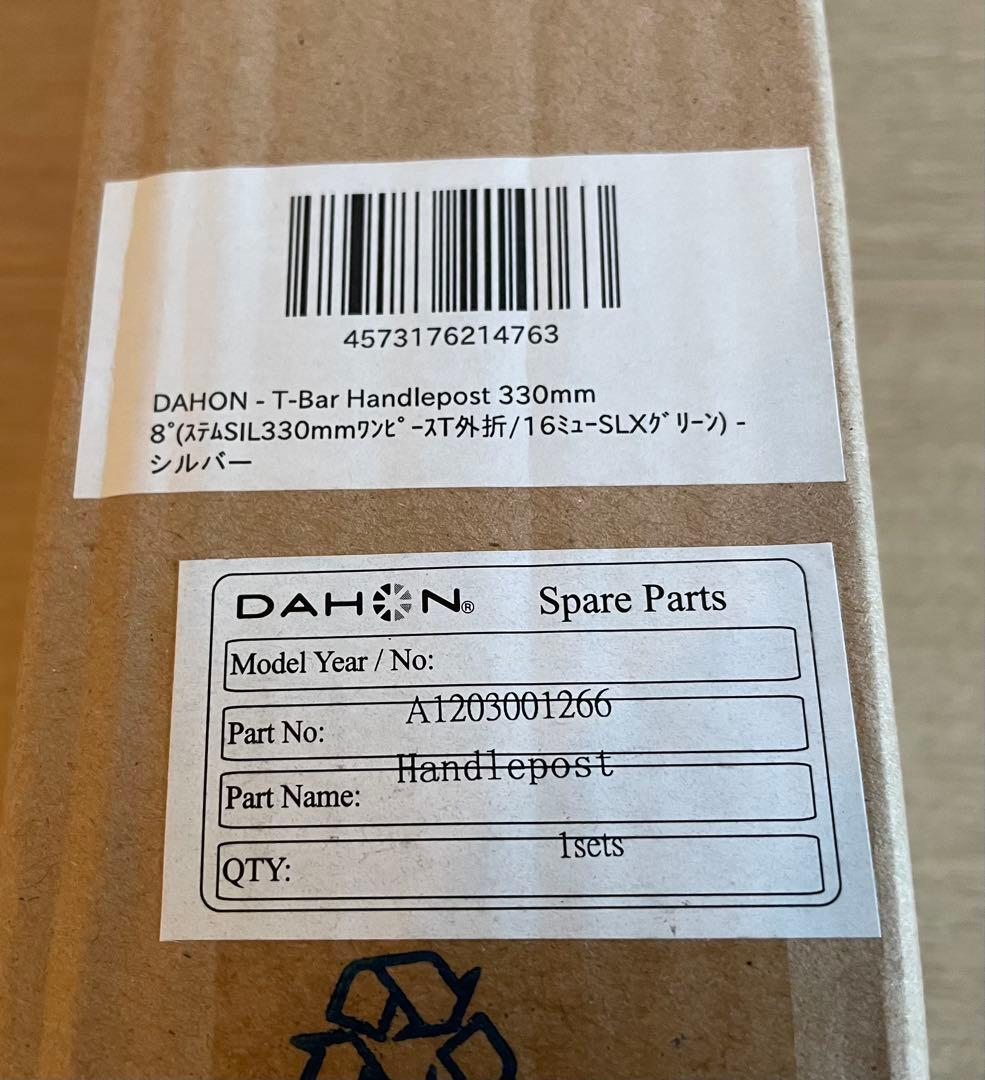 4573176214763
DAHON - T-Bar Handlepost 330mm
8°(ｽﾃﾑSIL330mmﾜﾝﾋﾟｰｽT外折/16ﾐｭｰSLXｸﾞﾘｰﾝ) -
シルバー
DAHON® Spare Parts
Model Year / No:
A1203001266
Part No:
Handlepost
Part Name:
1sets
QTY: